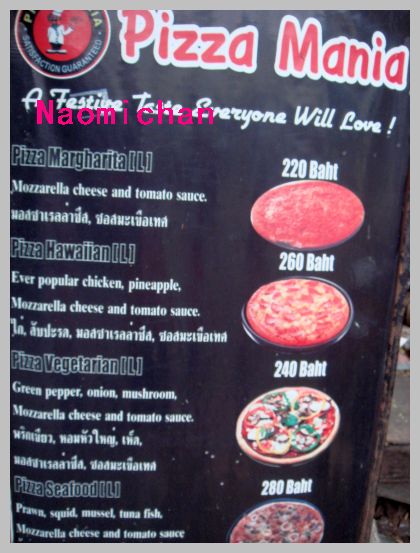 PIZZA MANIA
SATISFACTION GUARANTEED
Pizza Mania
A Festive Taste Everyone Will Love !
Naomi chan
Pizza Margharita [ L ]
220 Baht
Mozzarella cheese and tomato sauce.
มอสซาเรลล่าชีส, ซอสมะเขือเทศ
Pizza Hawaiian [ L ]
260 Baht
Ever popular chicken, pineapple,
Mozzarella cheese and tomato sauce.
ไก่, สับปะรด, มอสซาเรลล่าชีส, ซอสมะเขือเทศ
Pizza Vegetarian [ L ]
240 Baht
Green pepper, onion, mushroom,
Mozzarella cheese and tomato sauce.
พริกเขียว, หอมหัวใหญ่, เห็ด,
มอสซาเรลล่าชีส, ซอสมะเขือเทศ
Pizza Seafood [ L ]
280 Baht
Prawn, squid, mussel, tuna fish,
Mozzarella cheese and tomato sauce